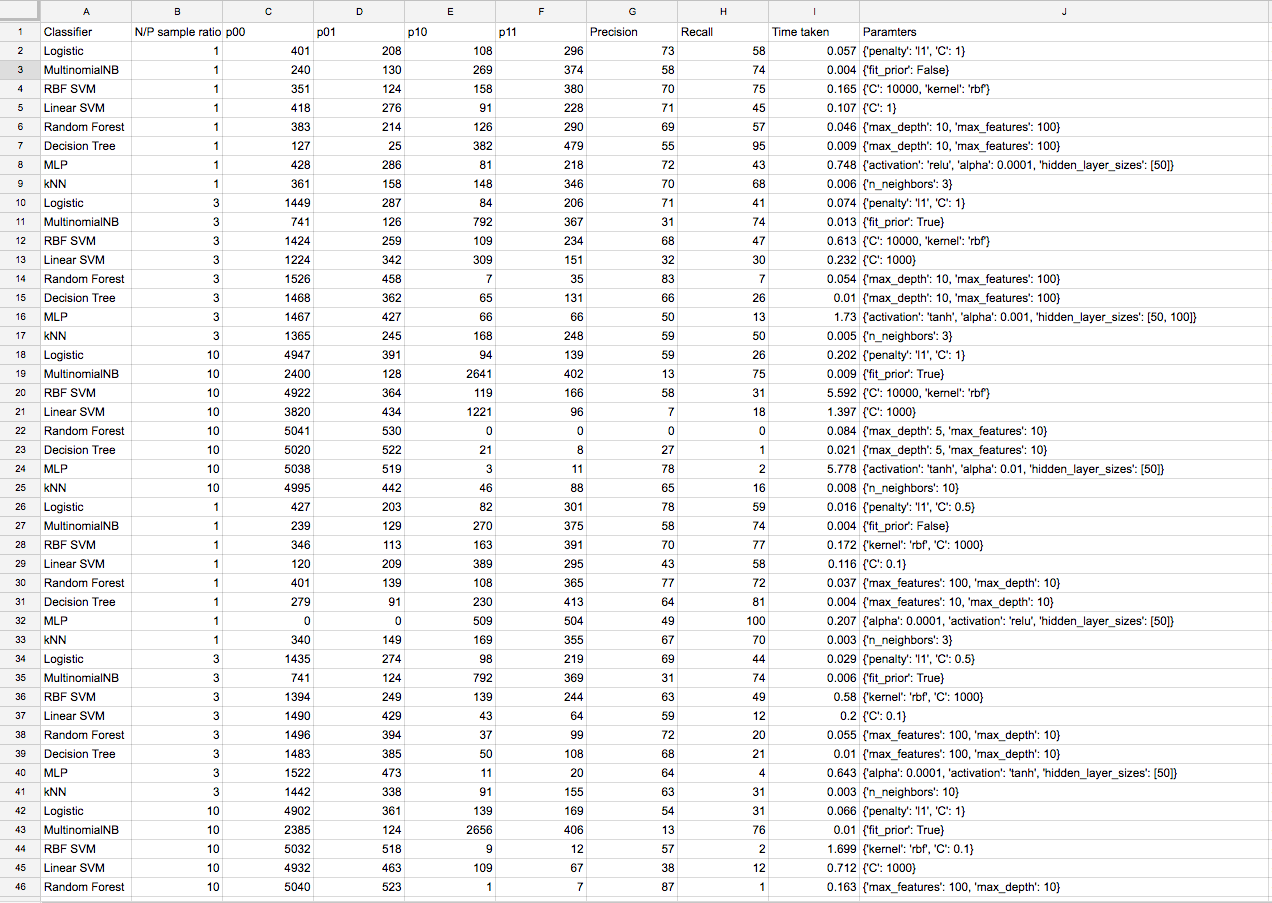 A B C D E F G H I J
1 Classifier N/P sample ratio p00 p01 p10 p11 Precision Recall Time taken Paramters
2 Logistic 1 401 208 108 296 73 58 0.057 {'penalty': 'l1', 'C': 1}
3 MultinomialNB 1 240 130 269 374 58 74 0.004 {'fit_prior': False}
4 RBF SVM 1 351 124 158 380 70 75 0.165 {'C': 10000, 'kernel': 'rbf'}
5 Linear SVM 1 418 276 91 228 71 45 0.107 {'C': 1}
6 Random Forest 1 383 214 126 290 69 57 0.046 {'max_depth': 10, 'max_features': 100}
7 Decision Tree 1 127 25 382 479 55 95 0.009 {'max_depth': 10, 'max_features': 100}
8 MLP 1 428 286 81 218 72 43 0.748 {'activation': 'relu', 'alpha': 0.0001, 'hidden_layer_sizes': [50]}
9 kNN 1 361 158 148 346 70 68 0.006 {'n_neighbors': 3}
10 Logistic 3 1449 287 84 206 71 41 0.074 {'penalty': 'l1', 'C': 1}
11 MultinomialNB 3 741 126 792 367 31 74 0.013 {'fit_prior': True}
12 RBF SVM 3 1424 259 109 234 68 47 0.613 {'C': 10000, 'kernel': 'rbf'}
13 Linear SVM 3 1224 342 309 151 32 30 0.232 {'C': 1000}
14 Random Forest 3 1526 458 7 35 83 7 0.054 {'max_depth': 10, 'max_features': 100}
15 Decision Tree 3 1468 362 65 131 66 26 0.01 {'max_depth': 10, 'max_features': 100}
16 MLP 3 1467 427 66 66 50 13 1.73 {'activation': 'tanh', 'alpha': 0.001, 'hidden_layer_sizes': [50, 100]}
17 kNN 3 1365 245 168 248 59 50 0.005 {'n_neighbors': 3}
18 Logistic 10 4947 391 94 139 59 26 0.202 {'penalty': 'l1', 'C': 1}
19 MultinomialNB 10 2400 128 2641 402 13 75 0.009 {'fit_prior': True}
20 RBF SVM 10 4922 364 119 166 58 31 5.592 {'C': 10000, 'kernel': 'rbf'}
21 Linear SVM 10 3820 434 1221 96 7 18 1.397 {'C': 1000}
22 Random Forest 10 5041 530 0 0 0 0 0.084 {'max_depth': 5, 'max_features': 10}
23 Decision Tree 10 5020 522 21 8 27 1 0.021 {'max_depth': 5, 'max_features': 10}
24 MLP 10 5038 519 3 11 78 2 5.778 {'activation': 'tanh', 'alpha': 0.01, 'hidden_layer_sizes': [50]}
25 kNN 10 4995 442 46 88 65 16 0.008 {'n_neighbors': 10}
26 Logistic 1 427 203 82 301 78 59 0.016 {'penalty': 'l1', 'C': 0.5}
27 MultinomialNB 1 239 129 270 375 58 74 0.004 {'fit_prior': False}
28 RBF SVM 1 346 113 163 391 70 77 0.172 {'kernel': 'rbf', 'C': 1000}
29 Linear SVM 1 120 209 389 295 43 58 0.116 {'C': 0.1}
30 Random Forest 1 401 139 108 365 77 72 0.037 {'max_features': 100, 'max_depth': 10}
31 Decision Tree 1 279 91 230 413 64 81 0.004 {'max_features': 10, 'max_depth': 10}
32 MLP 1 0 0 509 504 49 100 0.207 {'alpha': 0.0001, 'activation': 'relu', 'hidden_layer_sizes': [50]}
33 kNN 1 340 149 169 355 67 70 0.003 {'n_neighbors': 3}
34 Logistic 3 1435 274 98 219 69 44 0.029 {'penalty': 'l1', 'C': 0.5}
35 MultinomialNB 3 741 124 792 369 31 74 0.006 {'fit_prior': True}
36 RBF SVM 3 1394 249 139 244 63 49 0.58 {'kernel': 'rbf', 'C': 1000}
37 Linear SVM 3 1490 429 43 64 59 12 0.2 {'C': 0.1}
38 Random Forest 3 1496 394 37 99 72 20 0.055 {'max_features': 100, 'max_depth': 10}
39 Decision Tree 3 1483 385 50 108 68 21 0.01 {'max_features': 100, 'max_depth': 10}
40 MLP 3 1522 473 11 20 64 4 0.643 {'alpha': 0.0001, 'activation': 'tanh', 'hidden_layer_sizes': [50]}
41 kNN 3 1442 338 91 155 63 31 0.003 {'n_neighbors': 10}
42 Logistic 10 4902 361 139 169 54 31 0.066 {'penalty': 'l1', 'C': 1}
43 MultinomialNB 10 2385 124 2656 406 13 76 0.01 {'fit_prior': True}
44 RBF SVM 10 5032 518 9 12 57 2 1.699 {'kernel': 'rbf', 'C': 0.1}
45 Linear SVM 10 4932 463 109 67 38 12 0.712 {'C': 1000}
46 Random Forest 10 5040 523 1 7 87 1 0.163 {'max_features': 100, 'max_depth': 10}